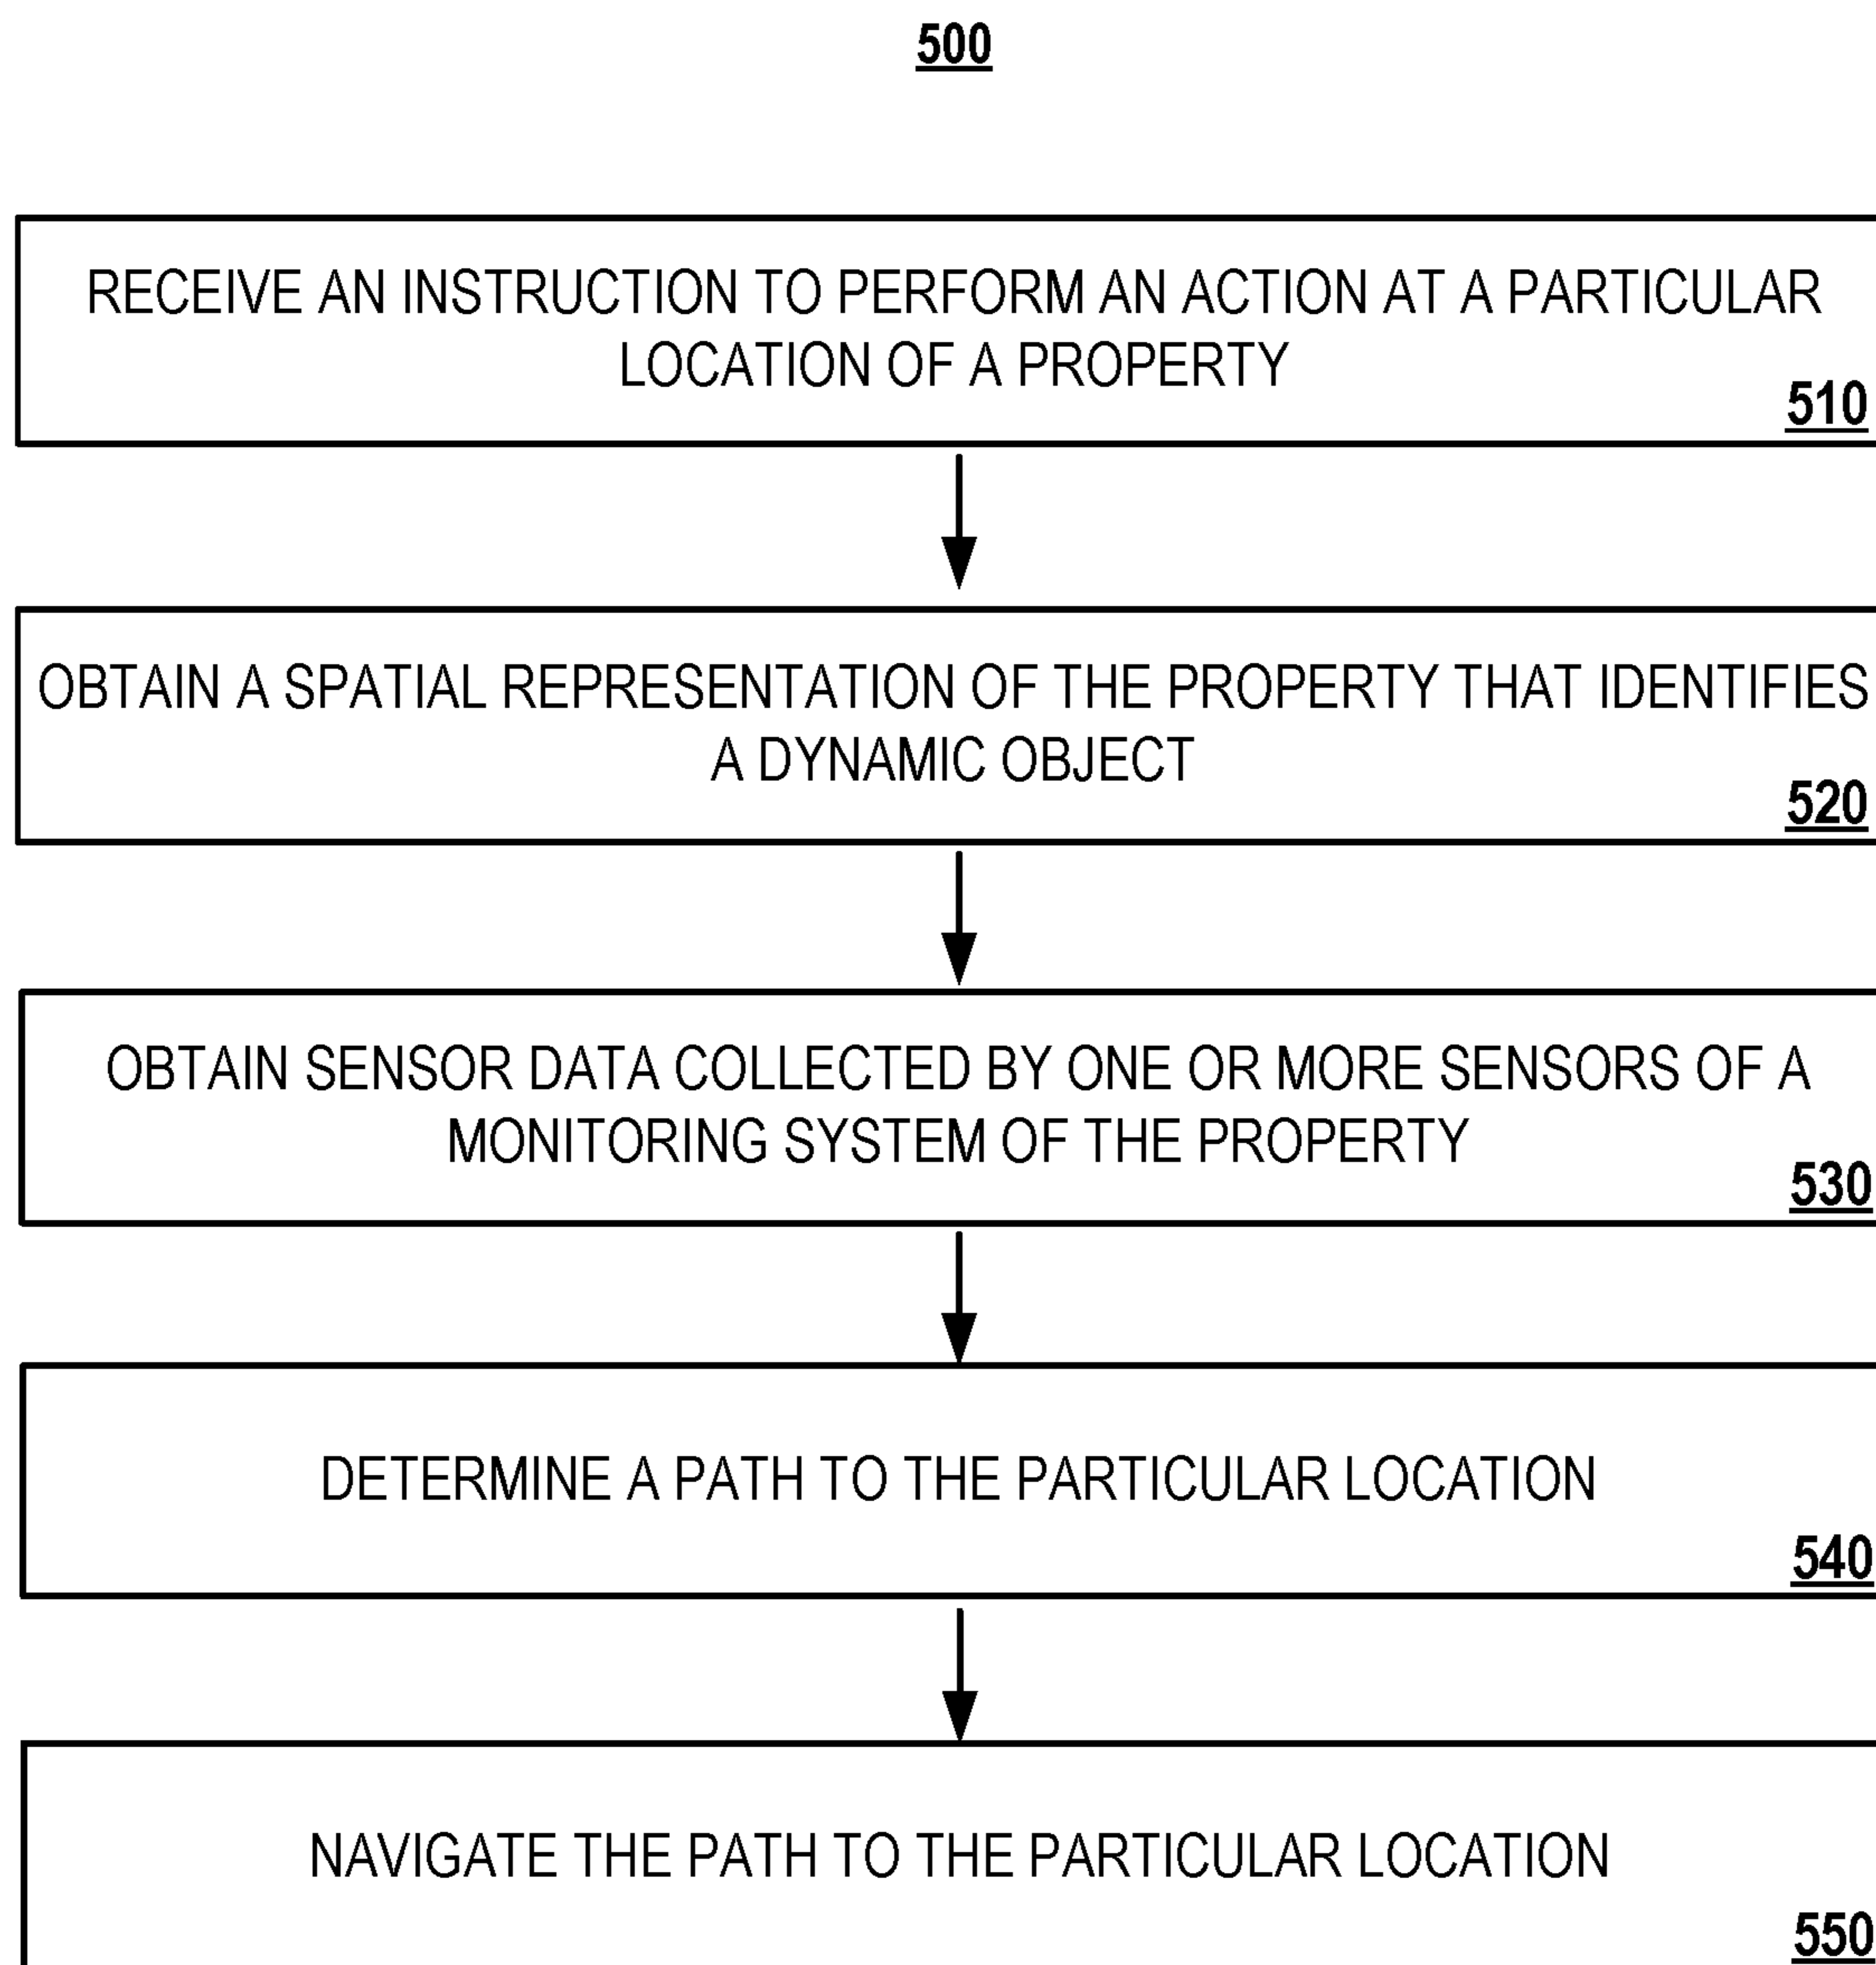 500
RECEIVE AN INSTRUCTION TO PERFORM AN ACTION AT A PARTICULAR
LOCATION OF A PROPERTY
510
OBTAIN A SPATIAL REPRESENTATION OF THE PROPERTY THAT IDENTIFIES
A DYNAMIC OBJECT
520
OBTAIN SENSOR DATA COLLECTED BY ONE OR MORE SENSORS OF A
MONITORING SYSTEM OF THE PROPERTY
530
DETERMINE A PATH TO THE PARTICULAR LOCATION
540
NAVIGATE THE PATH TO THE PARTICULAR LOCATION
550